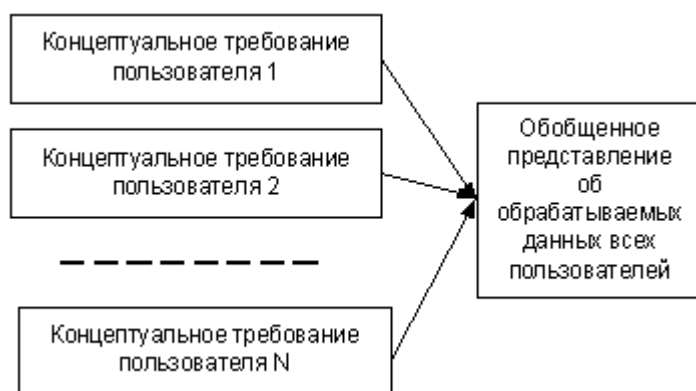 Концептуальное требование
пользователя 1
Концептуальное требование
пользователя 2
Концептуальное требование
пользователя N
Обобщенное
представление
об
обрабатываемых
данных всех
пользователей